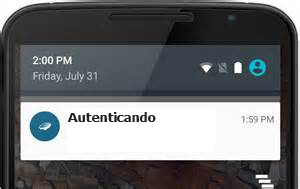 2:00 PM
Friday, July 31
Autenticando
1:59 PM